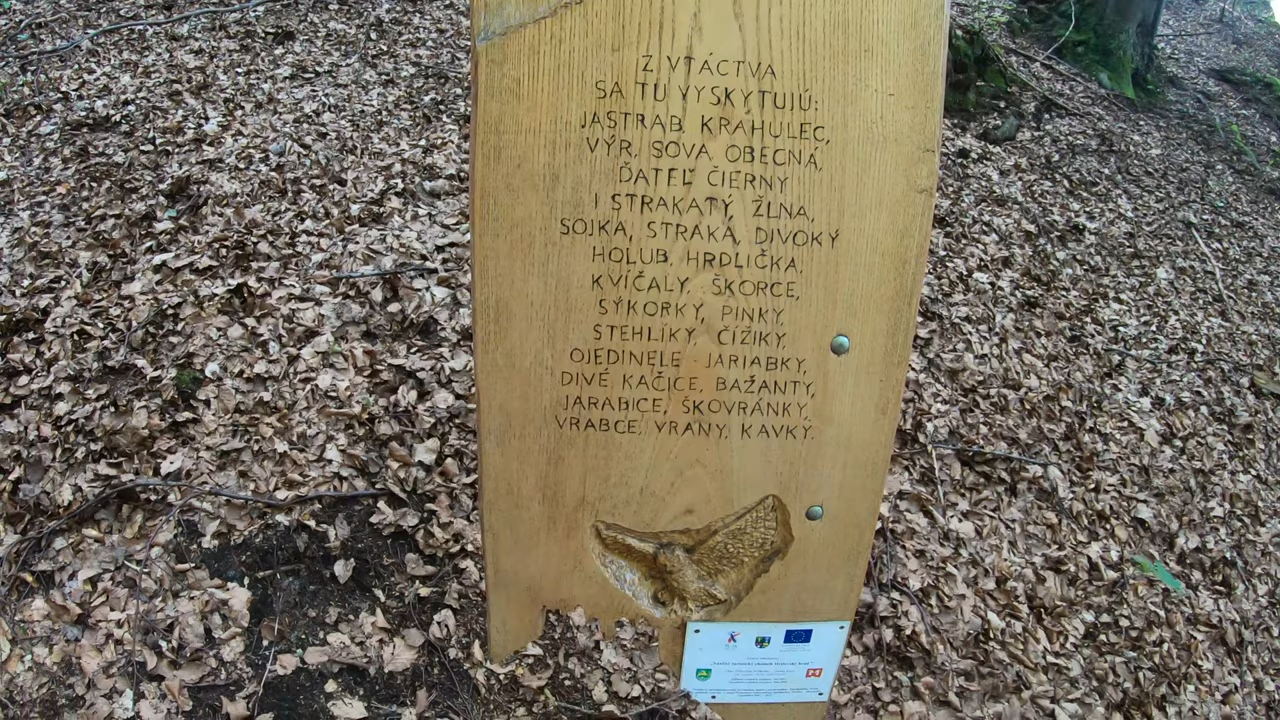 Z VTÁCTVA
SA TU VYSKYTUJÚ:
JASTRAB, KRAHULEC,
VÝR, SOVA OBECNÁ,
ĎATEĽ ČIERNY
I STRAKATÝ, ŽLNA,
SOJKA, STRAKA, DIVOKÝ
HOLUB, HRDLIČKA,
KVÍČALY, ŠKORCE,
SÝKORKY, PINKY,
STEHLÍKY, ČÍŽIKY,
OJEDINELE JARIABKY,
DIVÉ KAČICE, BAŽANTY,
JARABICE, ŠKOVRÁNKY,
VRABCE, VRANY, KAVKY.